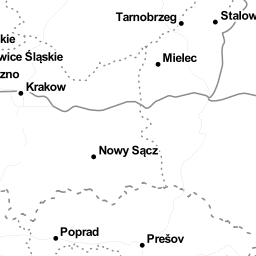 Tarnobrzeg
Stalow
kie
wice Śląskie
Mielec
zno
Krakow
Nowy Sącz
Poprad
Prešov